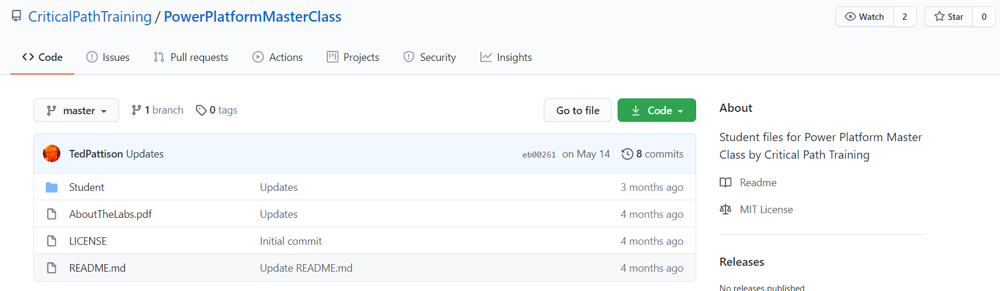 CriticalPathTraining / PowerPlatformMasterClass
Watch 2
Star 0
Code
Issues
Pull requests
Actions
Projects
Security
Insights
master
1 branch
0 tags
Go to file
Code
TedPattison Updates
eb00261 on May 14
8 commits
Student Updates 3 months ago
AboutTheLabs.pdf Updates 4 months ago
LICENSE Initial commit 4 months ago
README.md Update README.md 4 months ago
About
Student files for Power Platform Master
Class by Critical Path Training
Readme
MIT License
Releases
No releases published